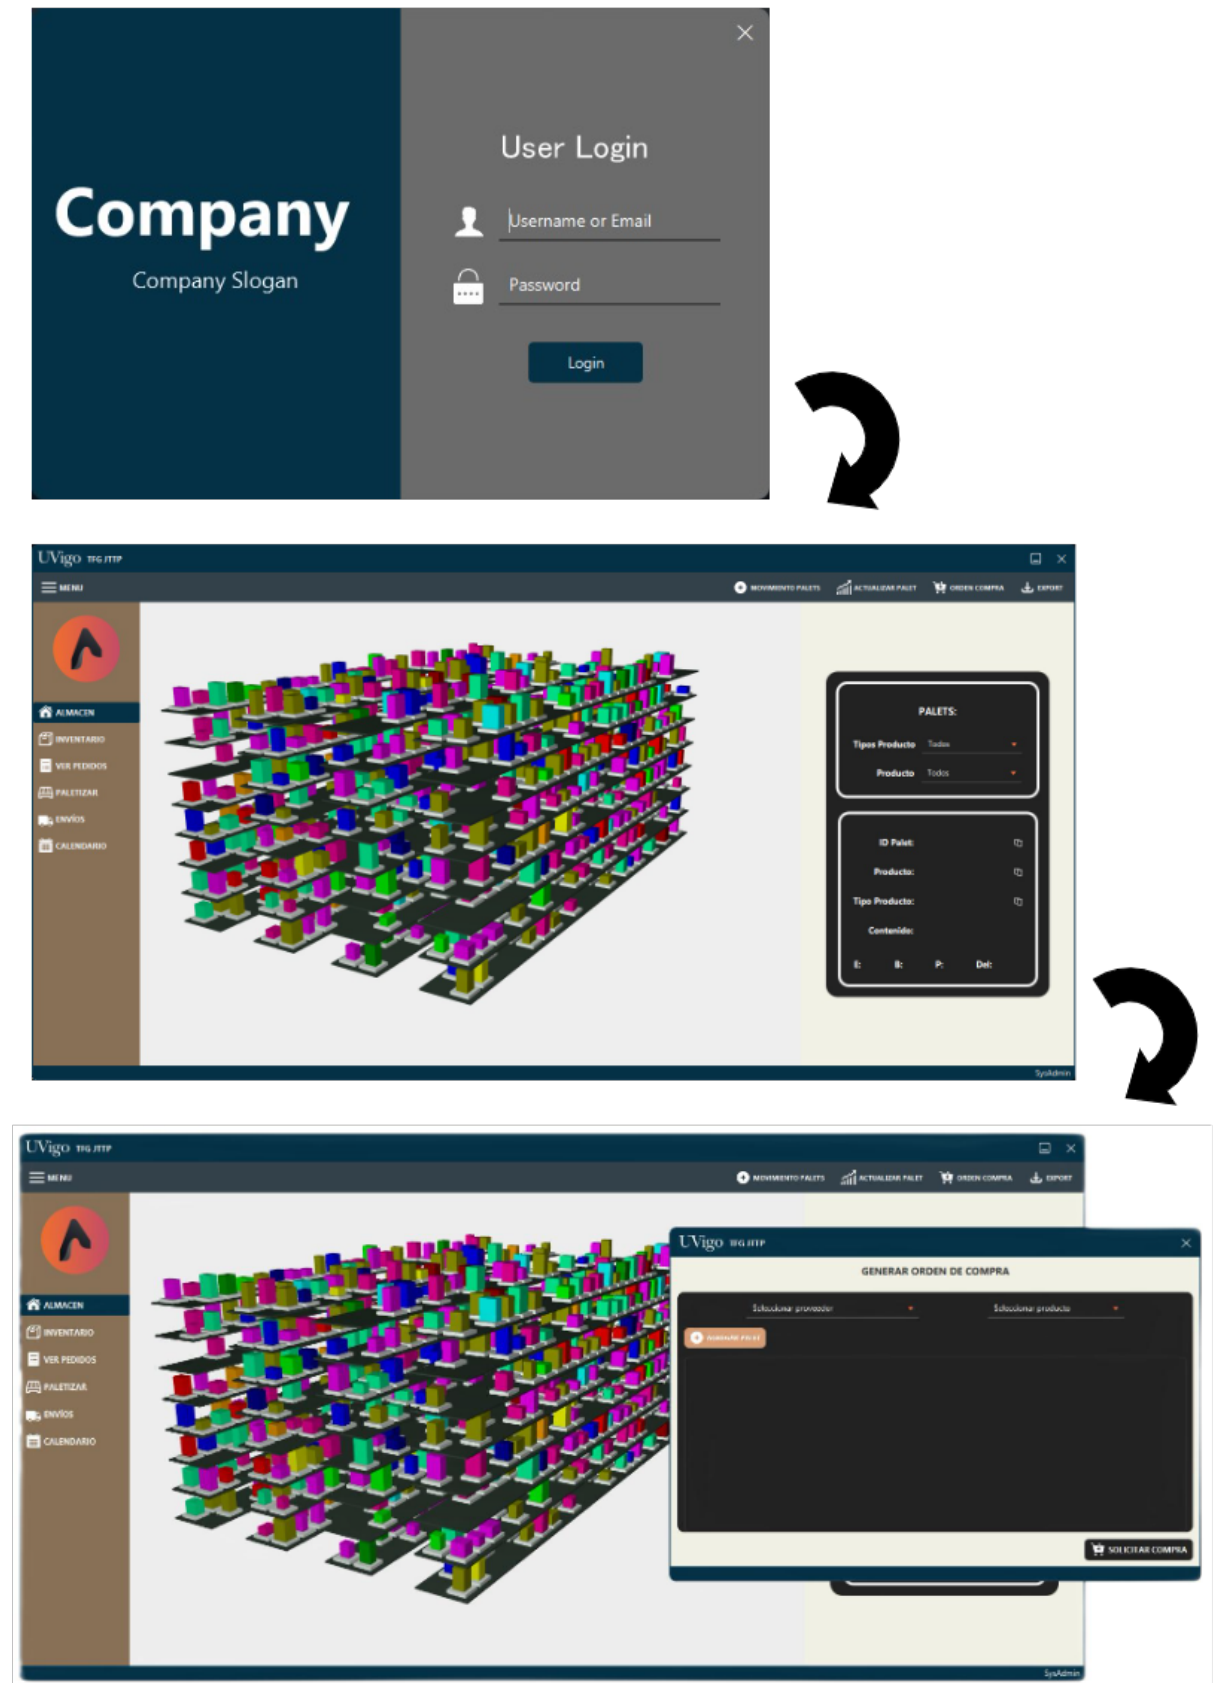 User Login
Company
Company Slogan
Username or Email
Password
Login
UVigo TFG JTTP
MENU
MOVIMIENTO PALETS ACTUALIZAR PALET ORDEN COMPRA EXPORT
ALMACEN
INVENTARIO
VER PEDIDOS
PALETIZAR
ENVÍOS
CALENDARIO
PALETS:
Tipos Producto Todos
Producto Todos
ID Palet:
Producto:
Tipo Producto:
Contenido:
E: B: P: Del:
SysAdmin
UVigo TFG JTTP
MENU
MOVIMIENTO PALETS ACTUALIZAR PALET ORDEN COMPRA EXPORT
ALMACEN
INVENTARIO
VER PEDIDOS
PALETIZAR
ENVÍOS
CALENDARIO
UVigo TFG JTTP
GENERAR ORDEN DE COMPRA
Seleccionar proveedor Seleccionar producto
PALET
SOLICITAR COMPRA
SysAdmin